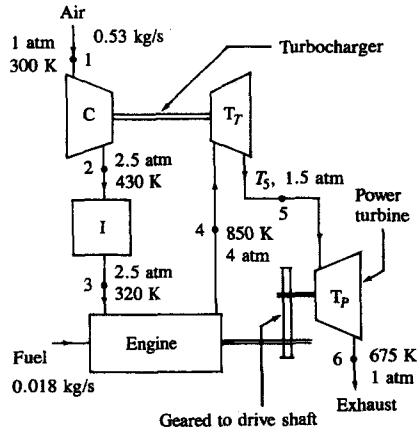 Air
1 atm
300 K
0.53 kg/s
1
Turbocharger
C
T_T
2
2.5 atm
430 K
T₅, 1.5 atm
5
Power
turbine
I
4
850 K
4 atm
3
2.5 atm
320 K
T_P
Engine
Fuel
0.018 kg/s
6
675 K
1 atm
Exhaust
Geared to drive shaft